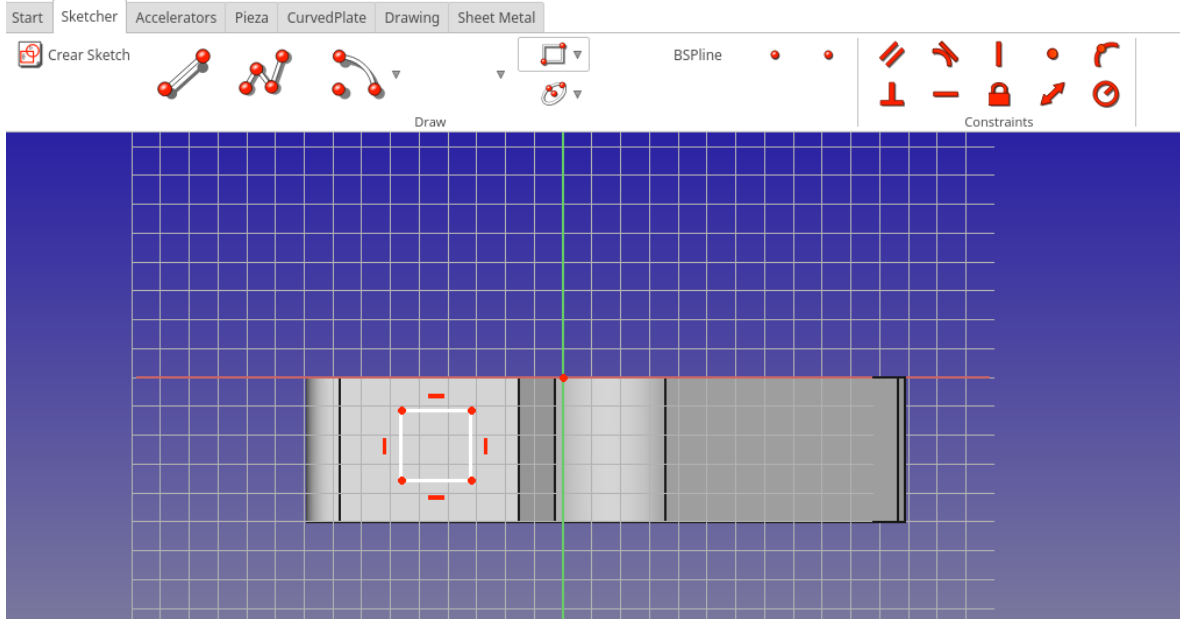 Start Sketcher Accelerators Pieza CurvedPlate Drawing Sheet Metal
Crear Sketch BSPline
Draw Constraints